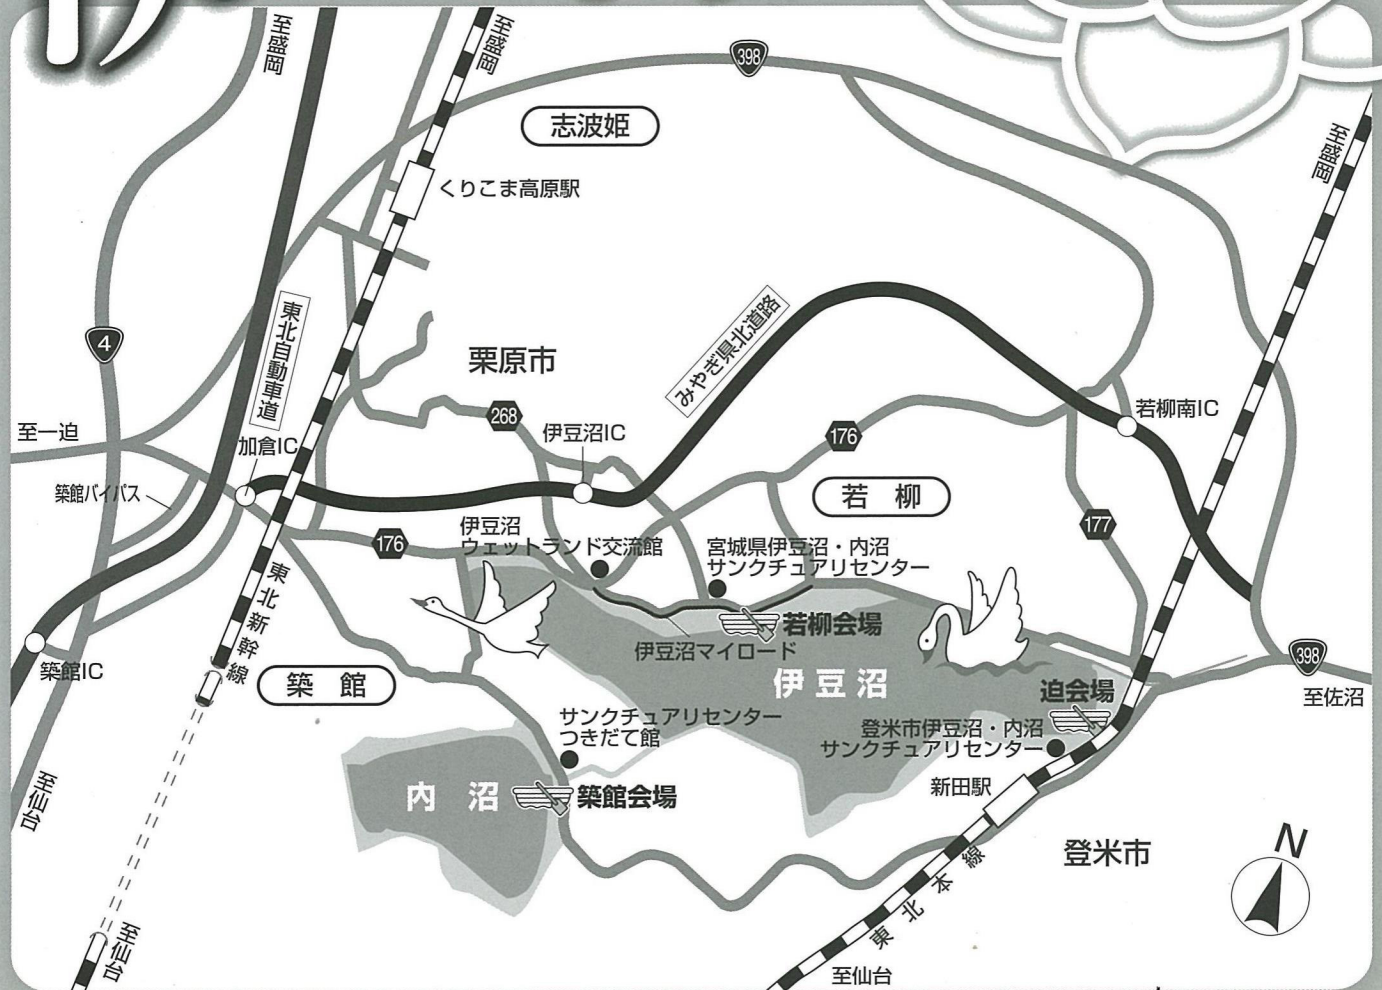 至盛岡
至盛岡
398
志波姫
至盛岡
くりこま高原駅
東北自動車道
みやぎ県北道路
4
栗原市
268
若柳南IC
至一迫
加倉IC
伊豆沼IC
176
築館バイパス
若 柳
177
176
伊豆沼
ウェットランド交流館
宮城県伊豆沼・内沼
サンクチュアリセンター
東北新幹線
若柳会場
伊豆沼マイロード
築館IC
築 館
伊豆沼
398
至佐沼
迫会場
サンクチュアリセンター
つきだて館
登米市伊豆沼・内沼
サンクチュアリセンター
至仙台
内 沼
築館会場
新田駅
登米市
N
東北本線
至仙台
至仙台